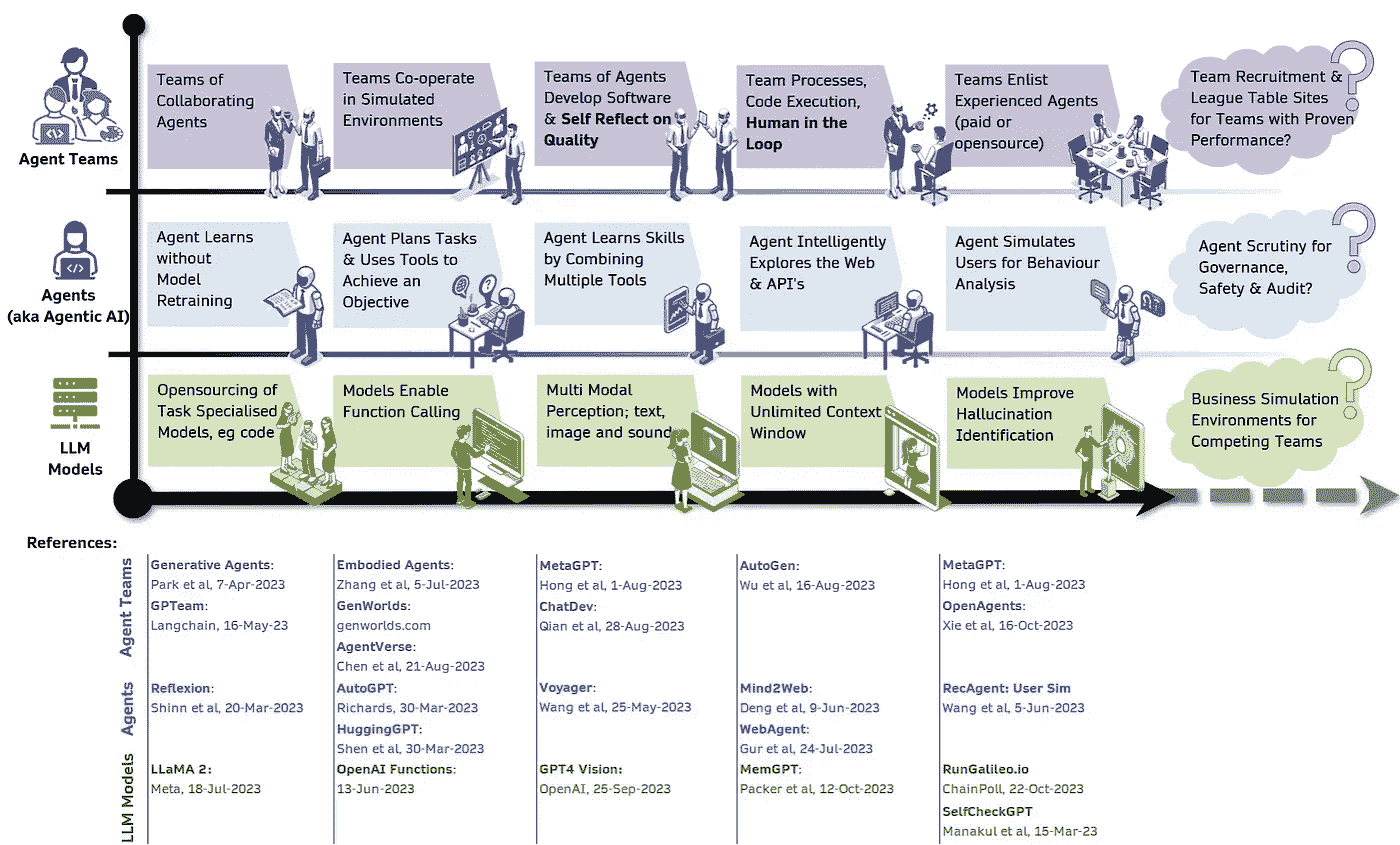 Agent Teams
Teams of
Collaborating
Agents
Teams Co-operate
in Simulated
Environments
Teams of Agents
Develop Software
& Self Reflect on
Quality
Team Processes,
Code Execution,
Human in the
Loop
Teams Enlist
Experienced Agents
(paid or
opensource)
Team Recruitment &
League Table Sites
for Teams with Proven
Performance?
Agents
(aka Agentic AI)
Agent Learns
without
Model
Retraining
Agent Plans Tasks
& Uses Tools to
Achieve an
Objective
Agent Learns Skills
by Combining
Multiple Tools
Agent Intelligently
Explores the Web
& API's
Agent Simulates
Users for Behaviour
Analysis
Agent Scrutiny for
Governance,
Safety & Audit?
LLM
Models
Opensourcing of
Task Specialised
Models, eg code
Models Enable
Function Calling
Multi Modal
Perception; text,
image and sound
Models with
Unlimited Context
Window
Models Improve
Hallucination
Identification
Business Simulation
Environments for
Competing Teams
References:
Agent Teams
Generative Agents:
Park et al, 7-Apr-2023
GPTeam:
Langchain, 16-May-23
Embodied Agents:
Zhang et al, 5-Jul-2023
GenWorlds:
genworlds.com
AgentVerse:
Chen et al, 21-Aug-2023
MetaGPT:
Hong et al, 1-Aug-2023
ChatDev:
Qian et al, 28-Aug-2023
AutoGen:
Wu et al, 16-Aug-2023
MetaGPT:
Hong et al, 1-Aug-2023
OpenAgents:
Xie et al, 16-Oct-2023
Agents
Reflexion:
Shinn et al, 20-Mar-2023
AutoGPT:
Richards, 30-Mar-2023
HuggingGPT:
Shen et al, 30-Mar-2023
Voyager:
Wang et al, 25-May-2023
Mind2Web:
Deng et al, 9-Jun-2023
WebAgent:
Gur et al, 24-Jul-2023
RecAgent: User Sim
Wang et al, 5-Jun-2023
LLM Models
LLaMA 2:
Meta, 18-Jul-2023
OpenAI Functions:
13-Jun-2023
GPT4 Vision:
OpenAI, 25-Sep-2023
MemGPT:
Packer et al, 12-Oct-2023
RunGalileo.io
ChainPoll, 22-Oct-2023
SelfCheckGPT
Manakul et al, 15-Mar-23